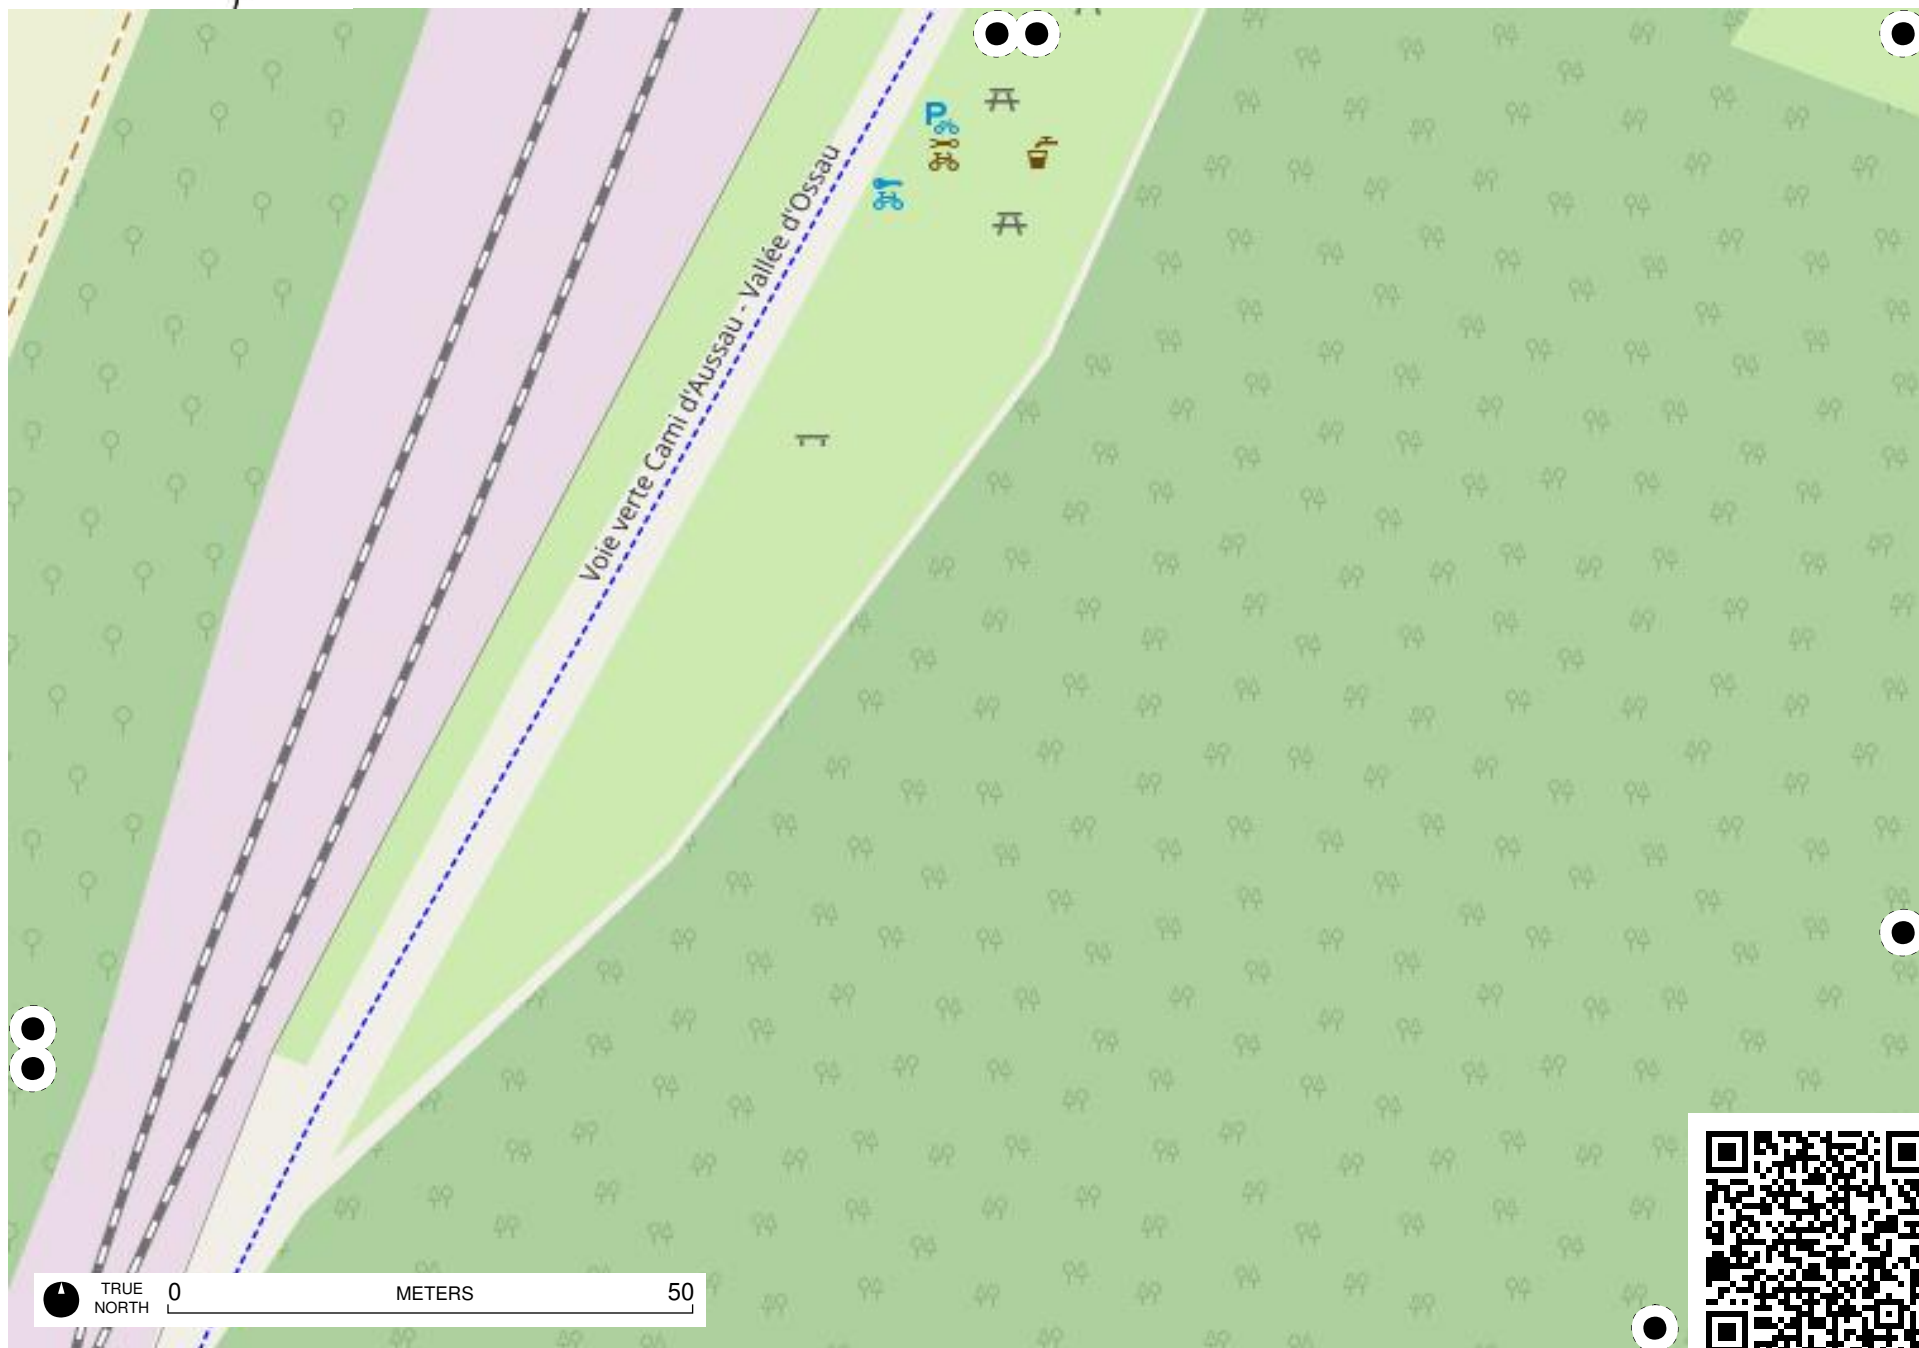 P
Voie verte Cami d'Aussau - Vallée d'Ossau
TRUE NORTH
0 METERS 50